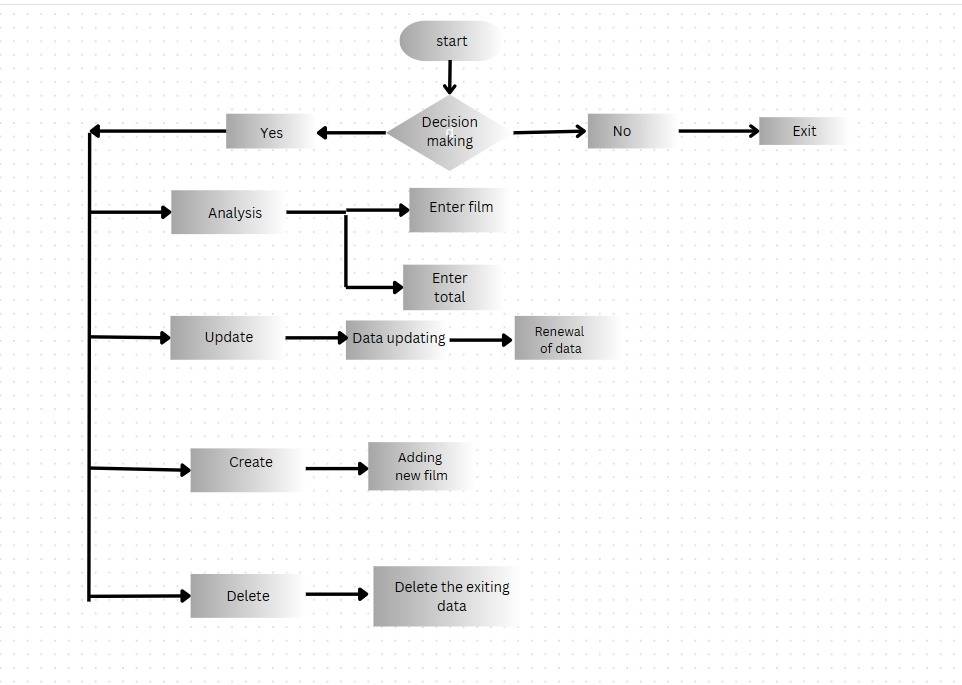 start
Decision
making
Yes
No
Exit
Analysis
Enter film
Enter
total
Update
Data updating
Renewal
of data
Create
Adding
new film
Delete
Delete the exiting
data